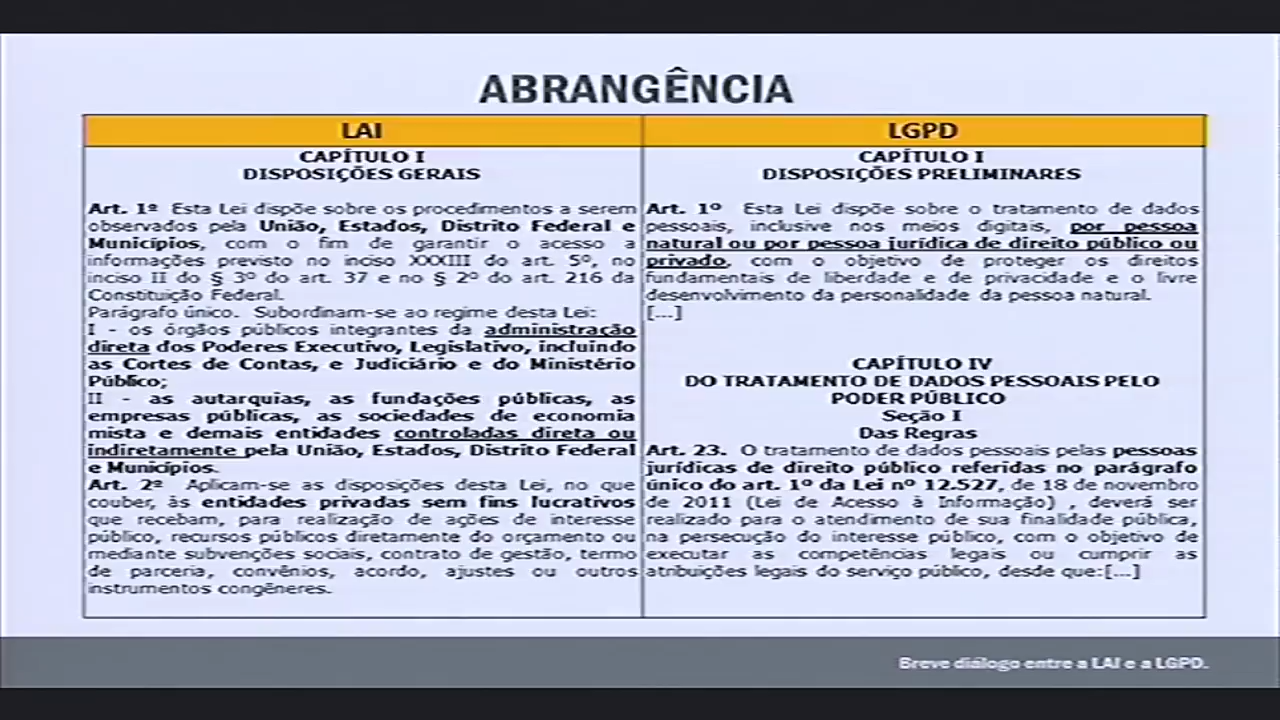 ABRANGÊNCIA
LAI
CAPÍTULO I
DISPOSIÇÕES GERAIS
Art. 1º Esta Lei dispõe sobre os procedimentos a serem
observados pela União, Estados, Distrito Federal e
Municípios, com o fim de garantir o acesso a
informações previsto no inciso XXXIII do art. 5º, no
inciso II do § 3º do art. 37 e no § 2º do art. 216 da
Constituição Federal.
Parágrafo único. Subordinam-se ao regime desta Lei:
I - os órgãos públicos integrantes da administração
direta dos Poderes Executivo, Legislativo, incluindo
as Cortes de Contas, e Judiciário e do Ministério
Público;
II - as autarquias, as fundações públicas, as
empresas públicas, as sociedades de economia
mista e demais entidades controladas direta ou
indiretamente pela União, Estados, Distrito Federal
e Municípios.
Art. 2º Aplicam-se as disposições desta Lei, no que
couber, às entidades privadas sem fins lucrativos
que recebam, para realização de ações de interesse
público, recursos públicos diretamente do orçamento ou
mediante subvenções sociais, contrato de gestão, termo
de parceria, convênios, acordo, ajustes ou outros
instrumentos congêneres.
LGPD
CAPÍTULO I
DISPOSIÇÕES PRELIMINARES
Art. 1º Esta Lei dispõe sobre o tratamento de dados
pessoais, inclusive nos meios digitais, por pessoa
natural ou por pessoa jurídica de direito público ou
privado, com o objetivo de proteger os direitos
fundamentais de liberdade e de privacidade e o livre
desenvolvimento da personalidade da pessoa natural.
[...]
CAPÍTULO IV
DO TRATAMENTO DE DADOS PESSOAIS PELO
PODER PÚBLICO
Seção I
Das Regras
Art. 23. O tratamento de dados pessoais pelas pessoas
jurídicas de direito público referidas no parágrafo
único do art. 1º da Lei nº 12.527, de 18 de novembro
de 2011 (Lei de Acesso à Informação) , deverá ser
realizado para o atendimento de sua finalidade pública,
na persecução do interesse público, com o objetivo de
executar as competências legais ou cumprir as
atribuições legais do serviço público, desde que:[...]
Breve diálogo entre a LAI e a LGPD.